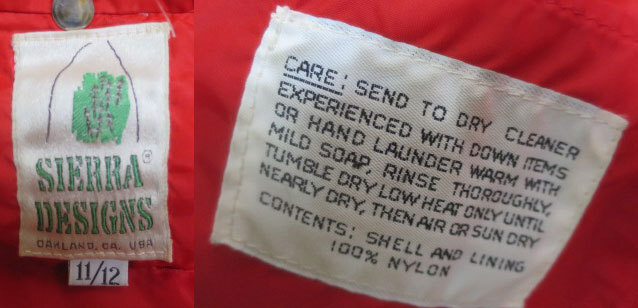 SIERRA ®
DESIGNS
OAKLAND, CA. USA
11/12
CARE: SEND TO DRY CLEANER
EXPERIENCED WITH DOWN ITEMS
OR HAND LAUNDER WARM WITH
MILD SOAP, RINSE THOROUGHLY,
TUMBLE DRY LOW HEAT ONLY UNTIL
NEARLY DRY, THEN AIR OR SUN DRY
CONTENTS: SHELL AND LINING
100% NYLON